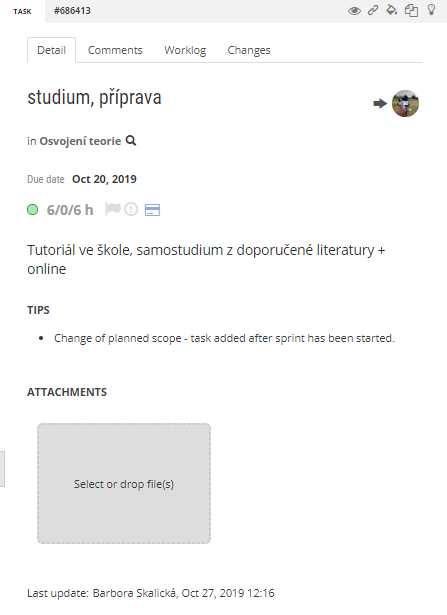 TASK #686413
Detail Comments Worklog Changes
studium, příprava
in Osvojení teorie
Due date Oct 20, 2019
6/0/6 h
Tutoriál ve škole, samostudium z doporučené literatury +
online
TIPS
Change of planned scope - task added after sprint has been started.
ATTACHMENTS
Select or drop file(s)
Last update: Barbora Skalická, Oct 27, 2019 12:16